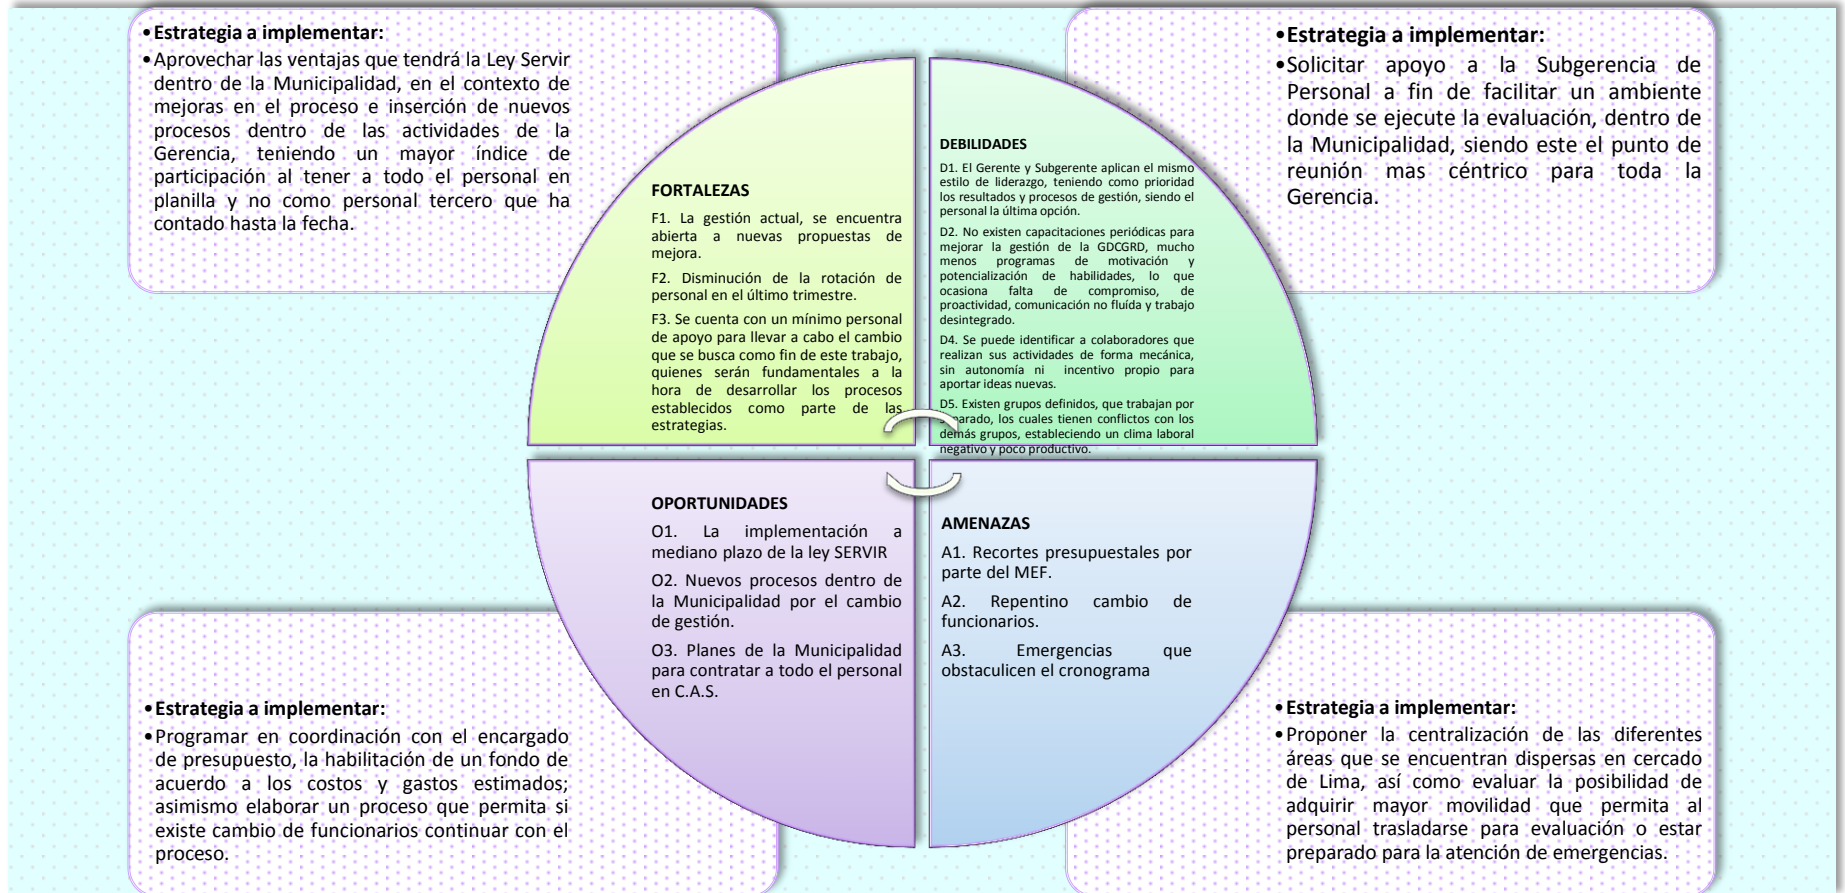 •Estrategia a implementar:
•Aprovechar las ventajas que tendrá la Ley Servir
dentro de la Municipalidad, en el contexto de
mejoras en el proceso e inserción de nuevos
procesos dentro de las actividades de la
Gerencia, teniendo un mayor índice de
participación al tener a todo el personal en
planilla y no como personal tercero que ha
contado hasta la fecha.
•Estrategia a implementar:
•Solicitar apoyo a la Subgerencia de
Personal a fin de facilitar un ambiente
donde se ejecute la evaluación, dentro de
la Municipalidad, siendo este el punto de
reunión mas céntrico para toda la
Gerencia.
FORTALEZAS
F1. La gestión actual, se encuentra
abierta a nuevas propuestas de
mejora.
F2. Disminución de la rotación de
personal en el último trimestre.
F3. Se cuenta con un mínimo personal
de apoyo para llevar a cabo el cambio
que se busca como fin de este trabajo,
quienes serán fundamentales a la
hora de desarrollar los procesos
establecidos como parte de las
estrategias.
DEBILIDADES
D1. El Gerente y Subgerente aplican el mismo
estilo de liderazgo, teniendo como prioridad
los resultados y procesos de gestión, siendo el
personal la última opción.
D2. No existen capacitaciones periódicas para
mejorar la gestión de la GDCGRD, mucho
menos programas de motivación y
potencialización de habilidades, lo que
ocasiona falta de compromiso, de
proactividad, comunicación no fluída y trabajo
desintegrado.
D4. Se puede identificar a colaboradores que
realizan sus actividades de forma mecánica,
sin autonomía ni incentivo propio para
aportar ideas nuevas.
D5. Existen grupos definidos, que trabajan por
separado, los cuales tienen conflictos con los
demás grupos, estableciendo un clima laboral
negativo y poco productivo.
OPORTUNIDADES
O1. La implementación a
mediano plazo de la ley SERVIR
O2. Nuevos procesos dentro de
la Municipalidad por el cambio
de gestión.
O3. Planes de la Municipalidad
para contratar a todo el personal
en C.A.S.
AMENAZAS
A1. Recortes presupuestales por
parte del MEF.
A2. Repentino cambio de
funcionarios.
A3. Emergencias que
obstaculicen el cronograma
•Estrategia a implementar:
•Programar en coordinación con el encargado
de presupuesto, la habilitación de un fondo de
acuerdo a los costos y gastos estimados;
asimismo elaborar un proceso que permita si
existe cambio de funcionarios continuar con el
proceso.
•Estrategia a implementar:
•Proponer la centralización de las diferentes
áreas que se encuentran dispersas en cercado
de Lima, así como evaluar la posibilidad de
adquirir mayor movilidad que permita al
personal trasladarse para evaluación o estar
preparado para la atención de emergencias.